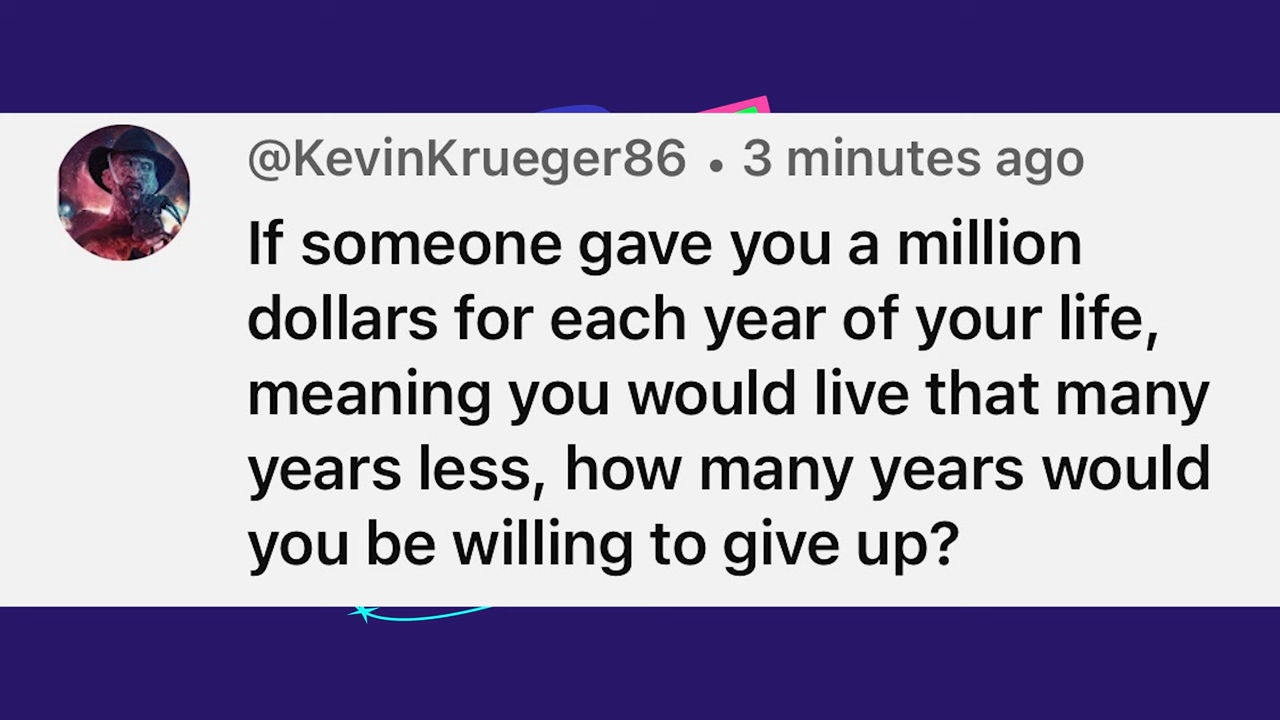 @KevinKrueger86 • 3 minutes ago
If someone gave you a million
dollars for each year of your life,
meaning you would live that many
years less, how many years would
you be willing to give up?